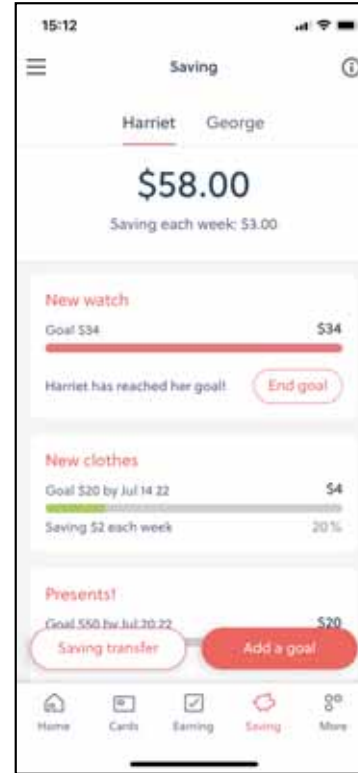 15:12
Saving
Harriet George
$58.00
Saving each week: $3.00
New watch
Goal $34 $34
Harriet has reached her goal! End goal
New clothes
Goal $20 by Jul 14 22 $4
Saving $2 each week 20%
Presents!
Goal $50 by Jul 20 22 $20
Saving transfer Add a goal
Home Cards Earning Saving More